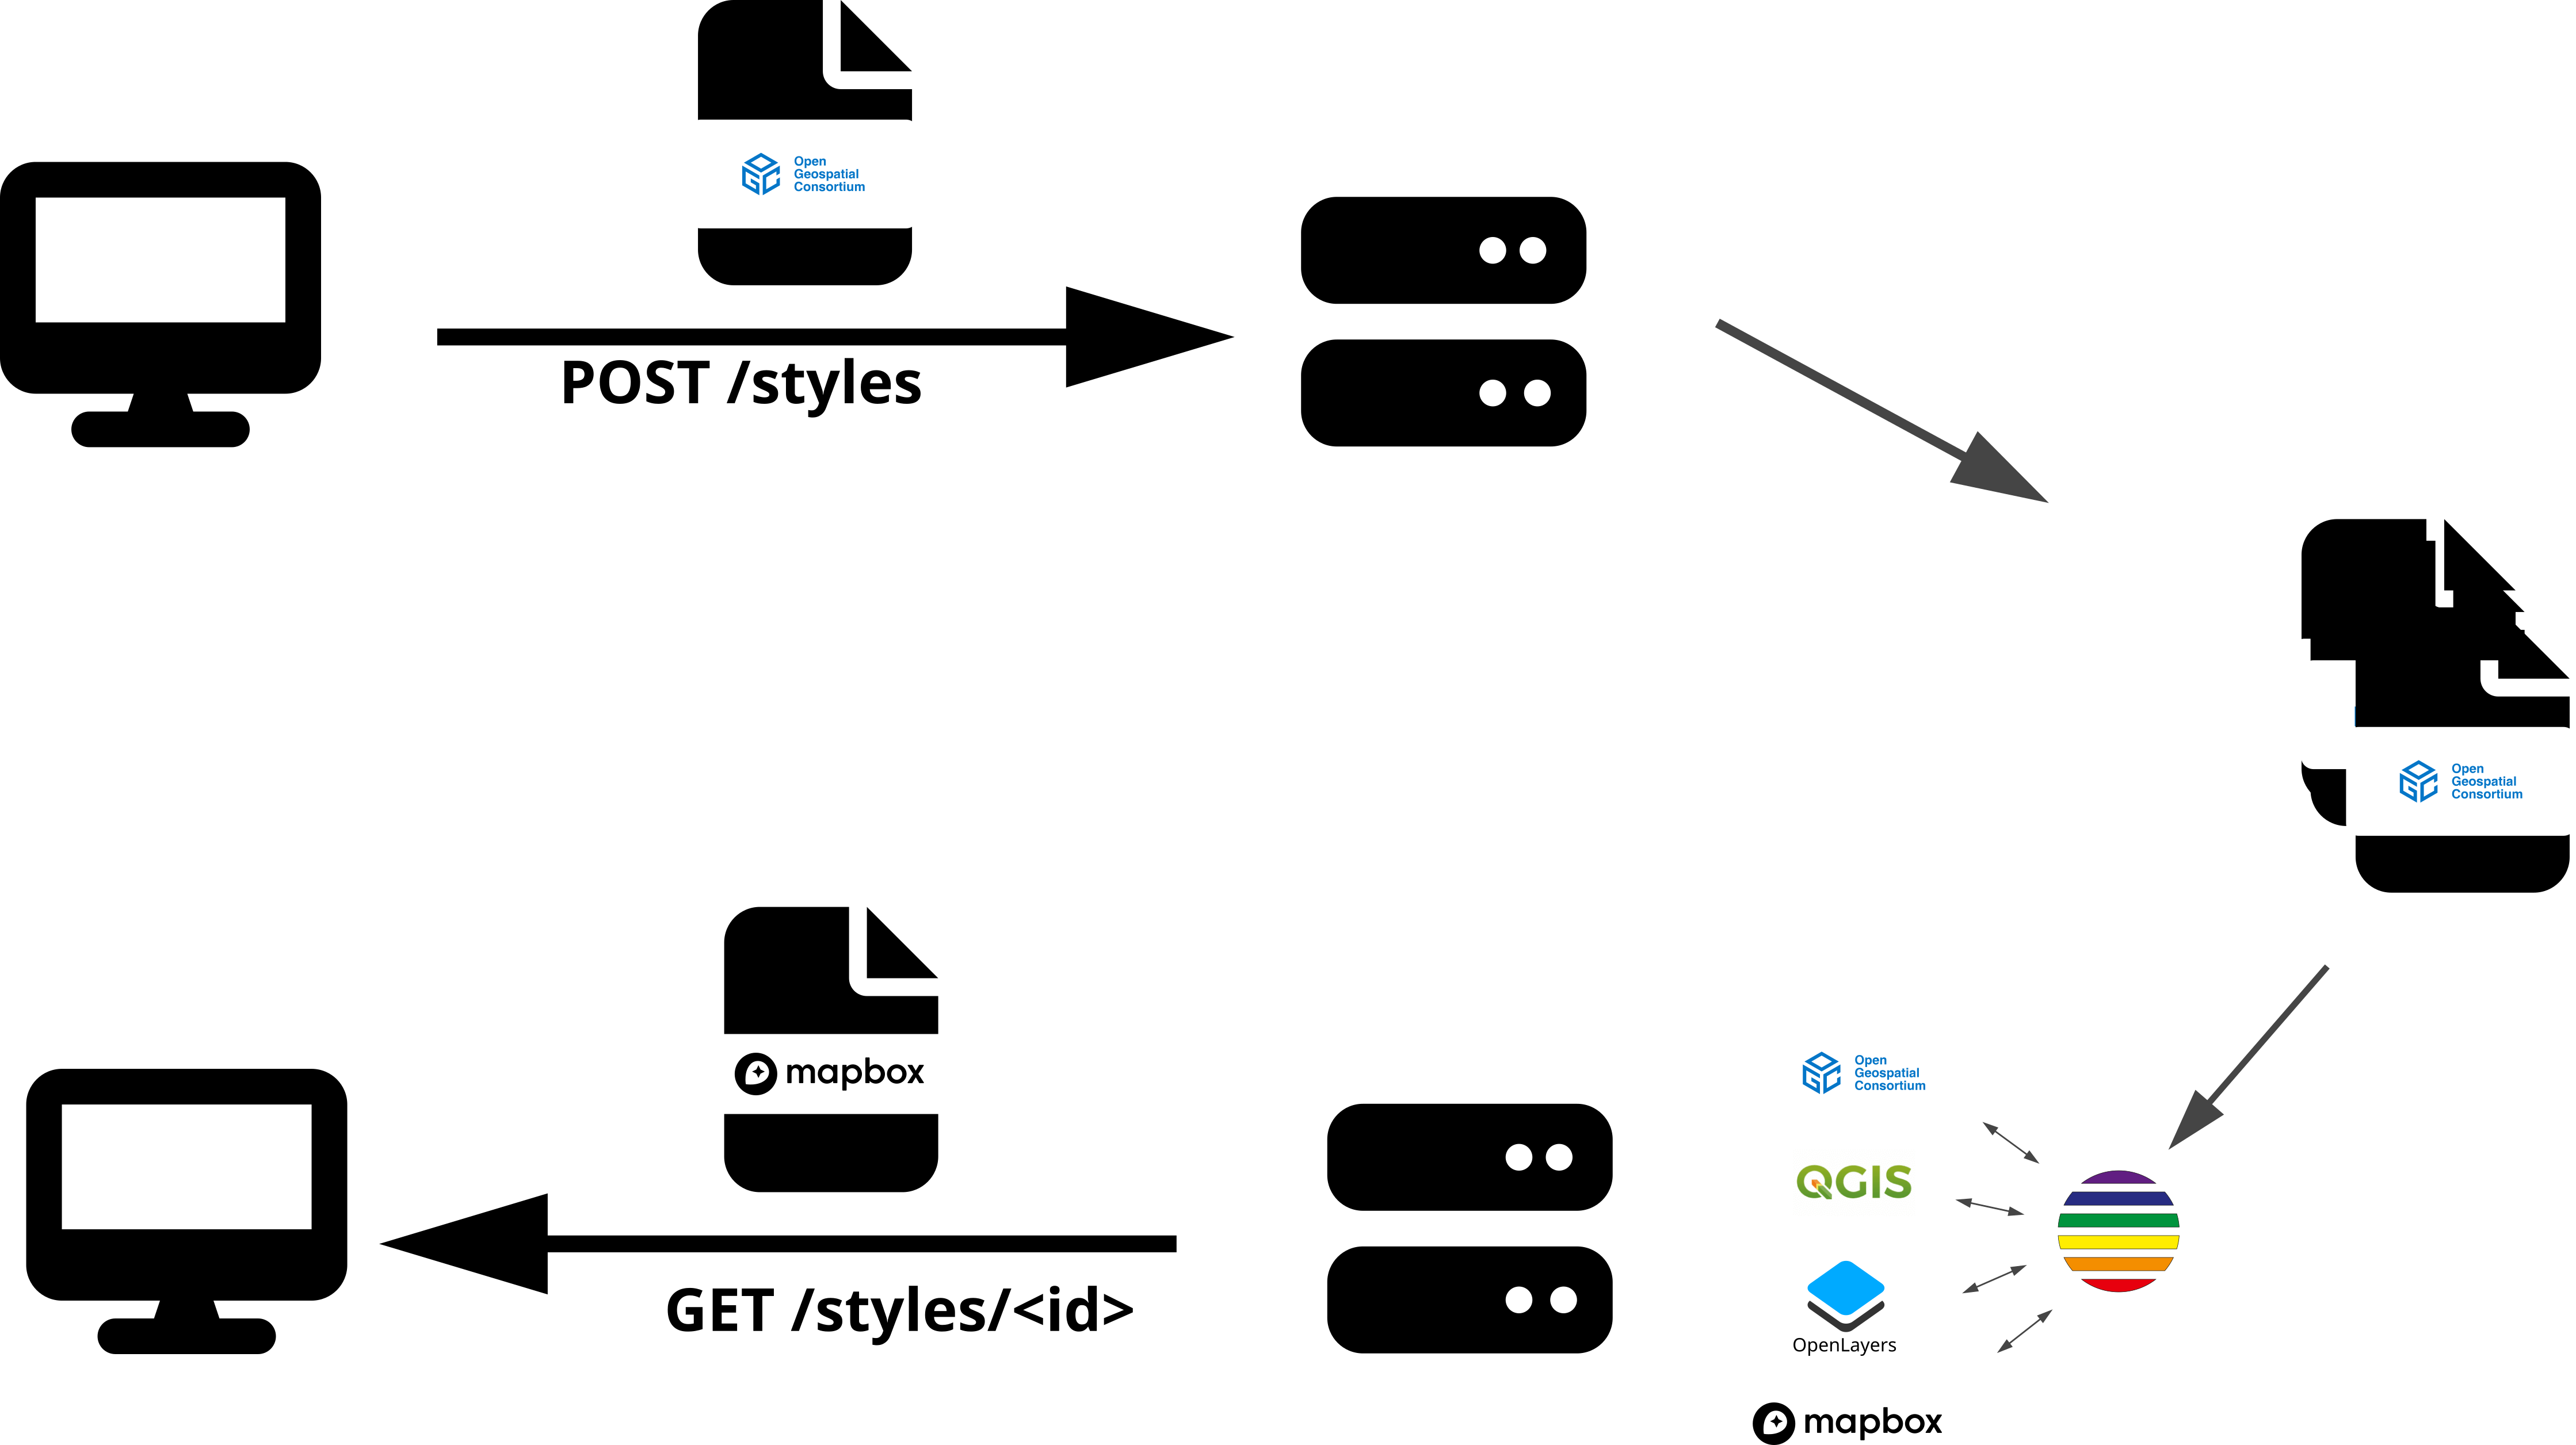 Open
Geospatial
Consortium
POST /styles
Open
Geospatial
Consortium
mapbox
GET /styles/<id>
Open
Geospatial
Consortium
QGIS
OpenLayers
mapbox